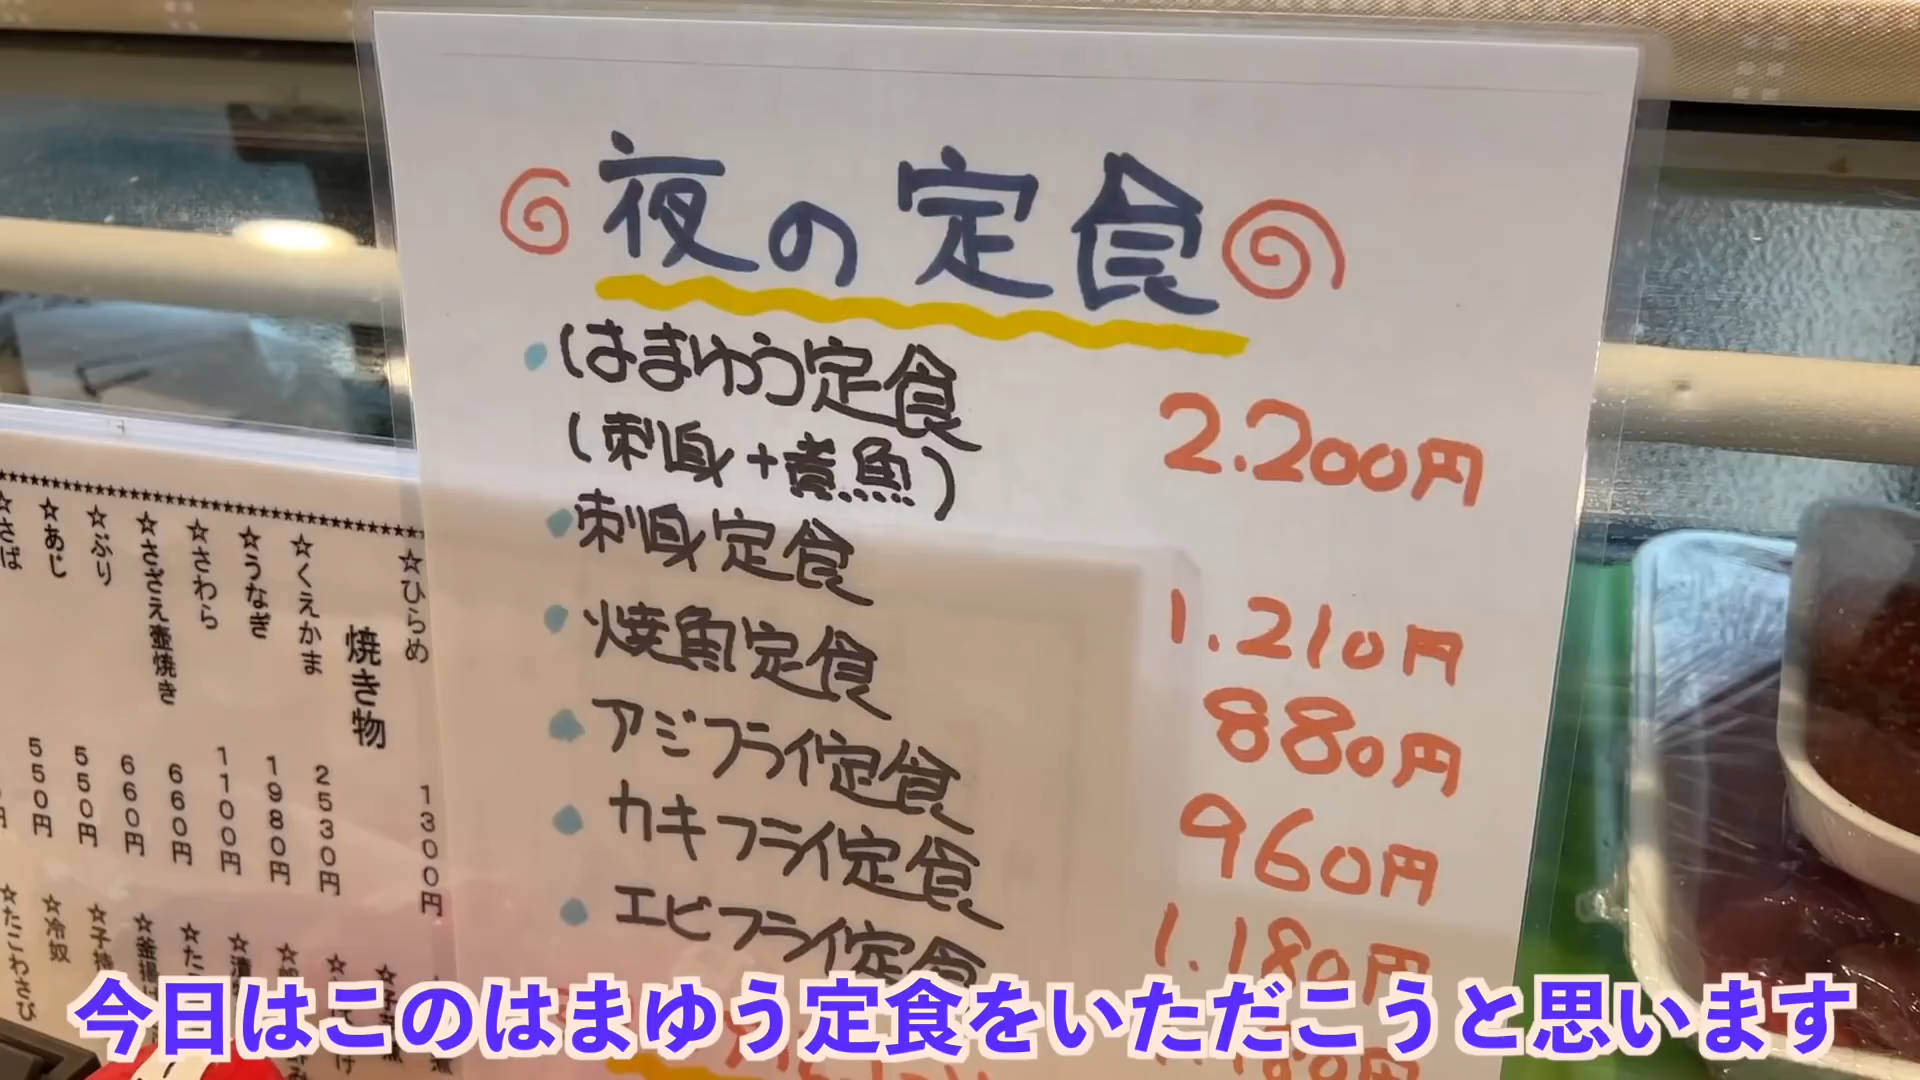 夜の定食
はまゆう定食 2.200円
(刺身+煮魚)
刺身定食 1.210円
焼魚定食 880円
アジフライ定食 960円
カキフライ定食 1.180円
エビフライ定食
☆ひらめ 1300円
焼き物
☆くえかま 2530円
☆うなぎ 1980円
☆さわら 1100円
☆さざえ壷焼き 660円
☆ぶり 660円
☆あじ 550円
☆さば 550円
☆冷奴
☆たこわさび
今日はこのはまゆう定食をいただこうと思います